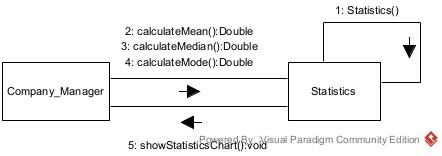 1: Statistics()
2: calculateMean():Double
3: calculateMedian():Double
4: calculateMode():Double
Company_Manager
Statistics
Powered By Visual Paradigm Community Edition
5: showStatisticsChart():void